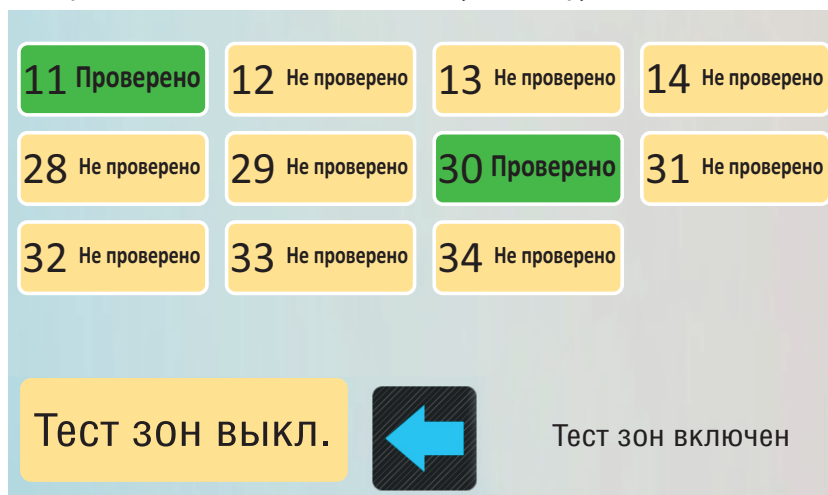 11 Проверено 12 Не проверено 13 Не проверено 14 Не проверено
28 Не проверено 29 Не проверено 30 Проверено 31 Не проверено
32 Не проверено 33 Не проверено 34 Не проверено
Тест зон выкл. Тест зон включен